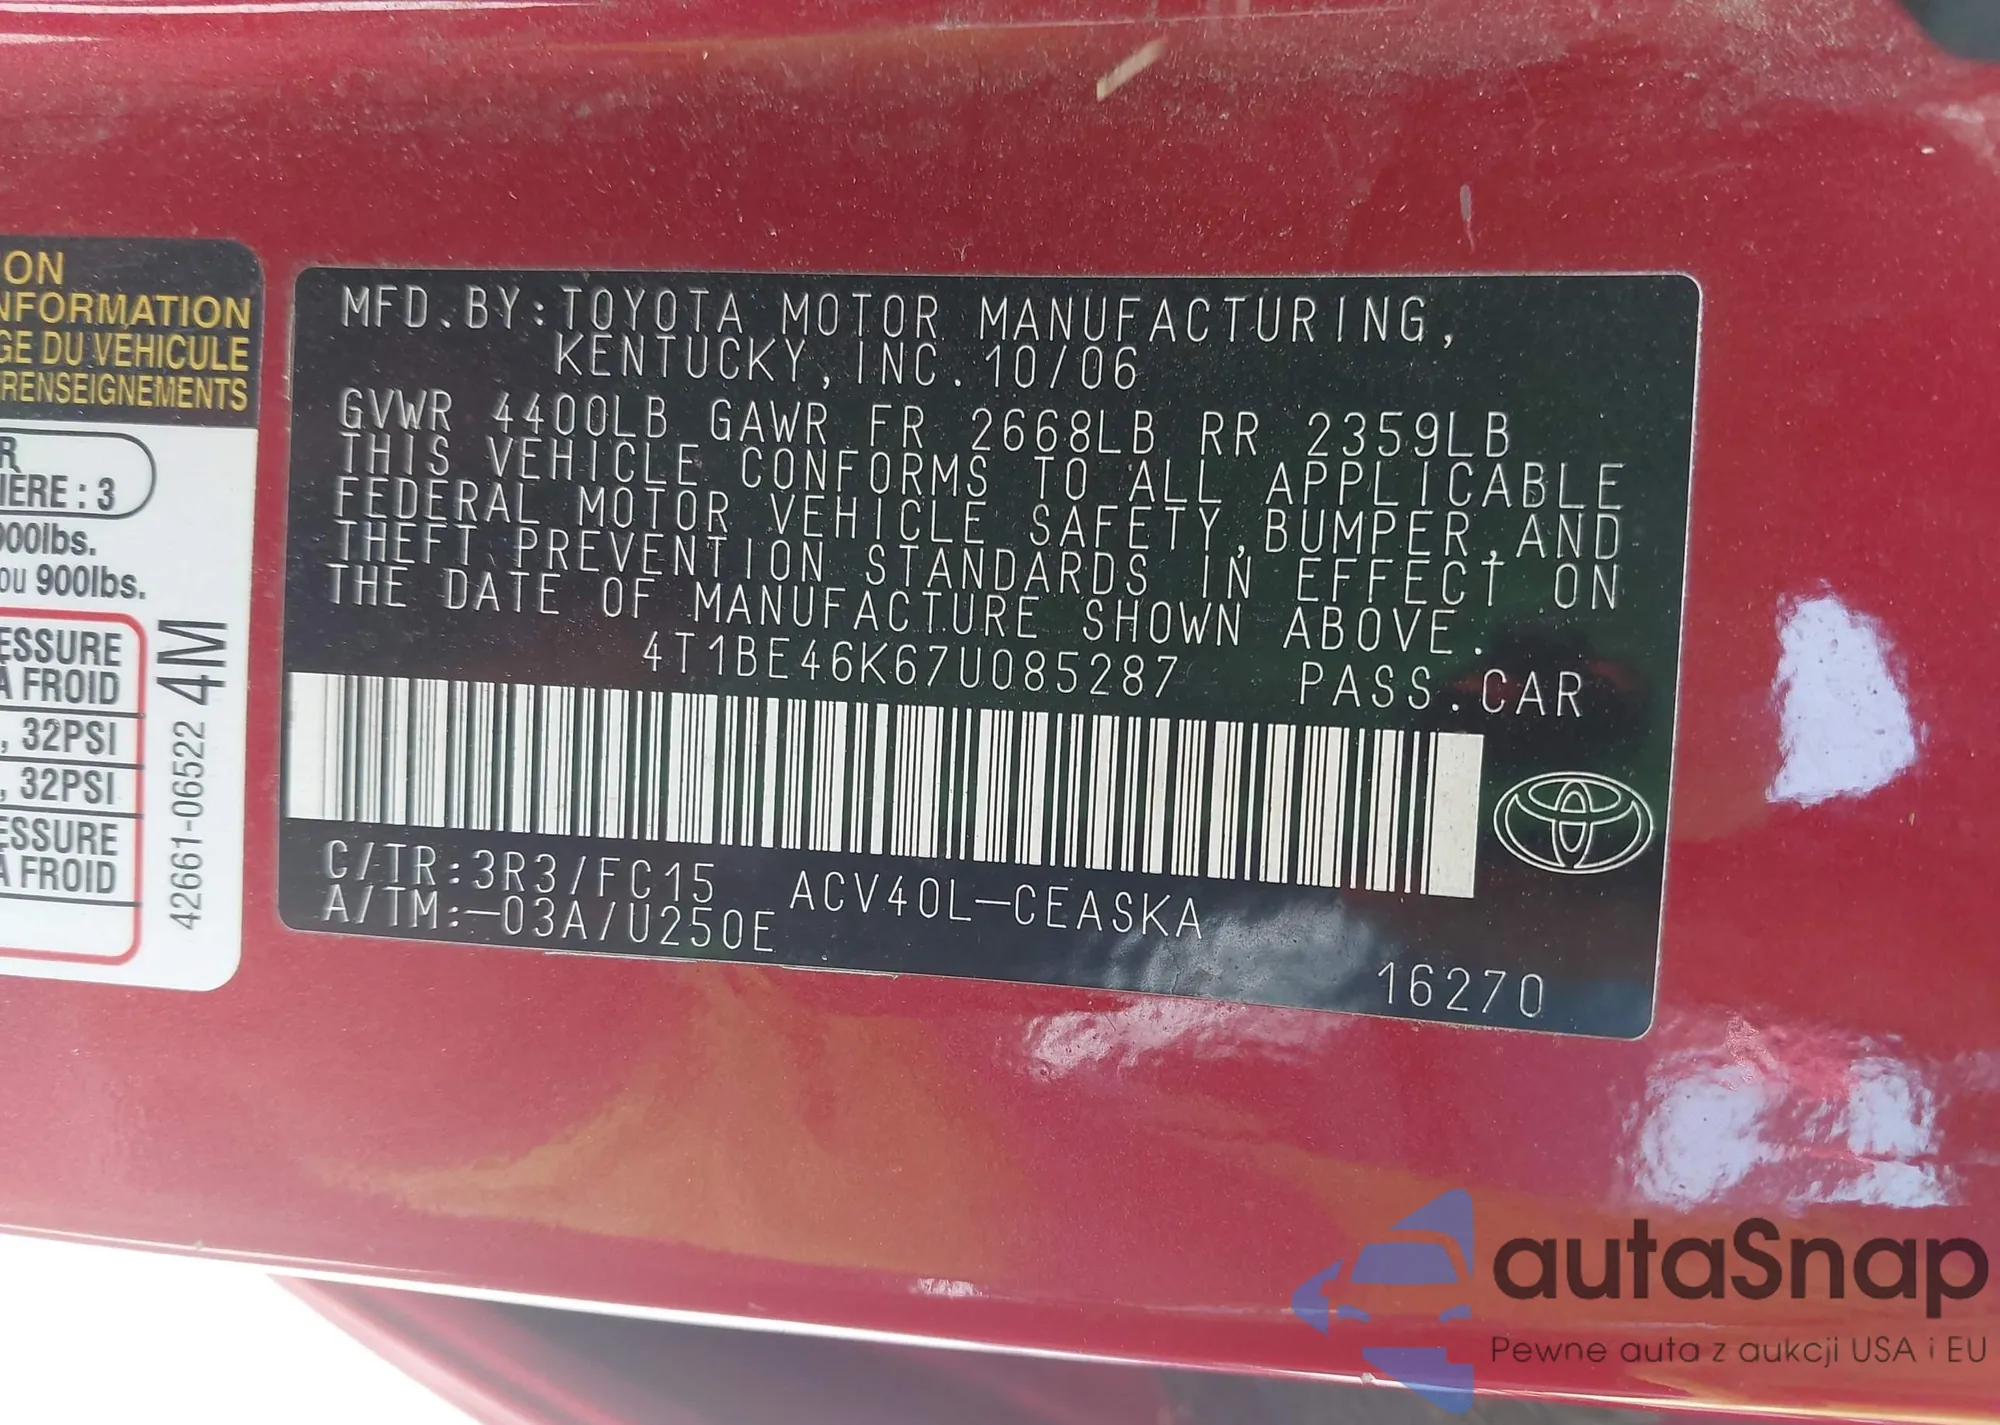 ON
NFORMATION
GE DU VÉHICULE
RENSEIGNEMENTS
R
IERE : 3
900lbs.
ou 900lbs.
ESSURE
A FROID
, 32PSI
, 32PSI
ESSURE
A FROID
42661-06522 4M
MFD.BY:TOYOTA MOTOR MANUFACTURING,
KENTUCKY,INC.10/06
GVWR 4400LB GAWR FR 2668LB RR 2359LB
THIS VEHICLE CONFORMS TO ALL APPLICABLE
FEDERAL MOTOR VEHICLE SAFETY,BUMPER,AND
THEFT PREVENTION STANDARDS IN EFFECT ON
THE DATE OF MANUFACTURE SHOWN ABOVE.
4T1BE46K67U085287 PASS.CAR
C/TR:3R3/FC15 ACV40L-CEASKA
A/TM:-03A/U250E
16270
autaSnap
Pewne auta z aukcji USA i EU